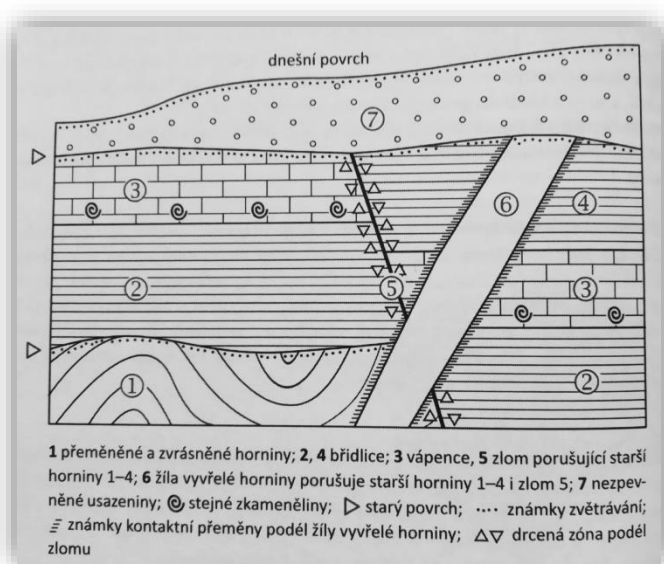 dnešní povrch
7
3
6
4
2
5
3
1
2
1 přeměněné a zvrásněné horniny; 2, 4 břidlice; 3 vápence, 5 zlom porušující starší
horniny 1–4; 6 žíla vyvřelé horniny porušuje starší horniny 1–4 i zlom 5; 7 nezpev-
něné usazeniny; stejné zkameněliny; starý povrch; známky zvětrávání;
známky kontaktní přeměny podél žíly vyvřelé horniny; drcená zóna podél
zlomu